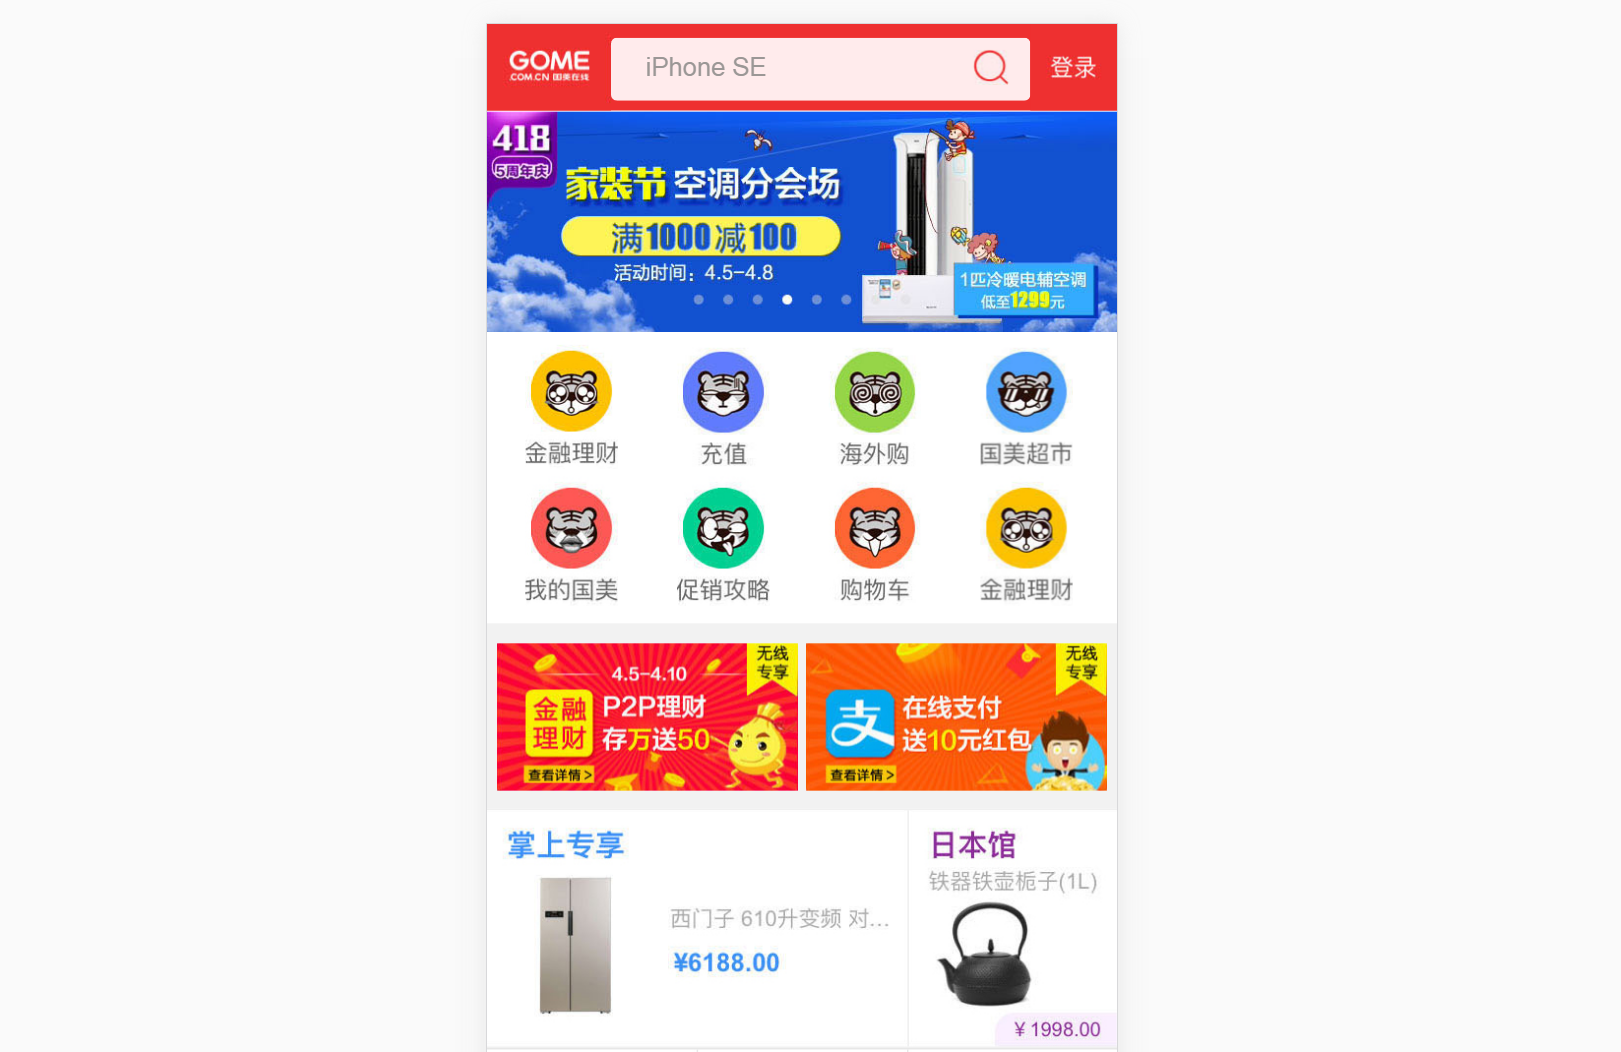 GOME
.COM.CN 国美在线
iPhone SE
登录
418
5周年庆
家装节 空调分会场
满1000减100
活动时间：4.5-4.8
1匹冷暖电辅空调
低至1299元
金融理财
充值
海外购
国美超市
我的国美
促销攻略
购物车
金融理财
无线
专享
4.5-4.10
金融
理财
P2P理财
存万送50
查看详情 >
无线
专享
支
在线支付
送10元红包
查看详情 >
掌上专享
西门子 610升变频 对...
¥6188.00
日本馆
铁器铁壶栀子(1L)
¥ 1998.00